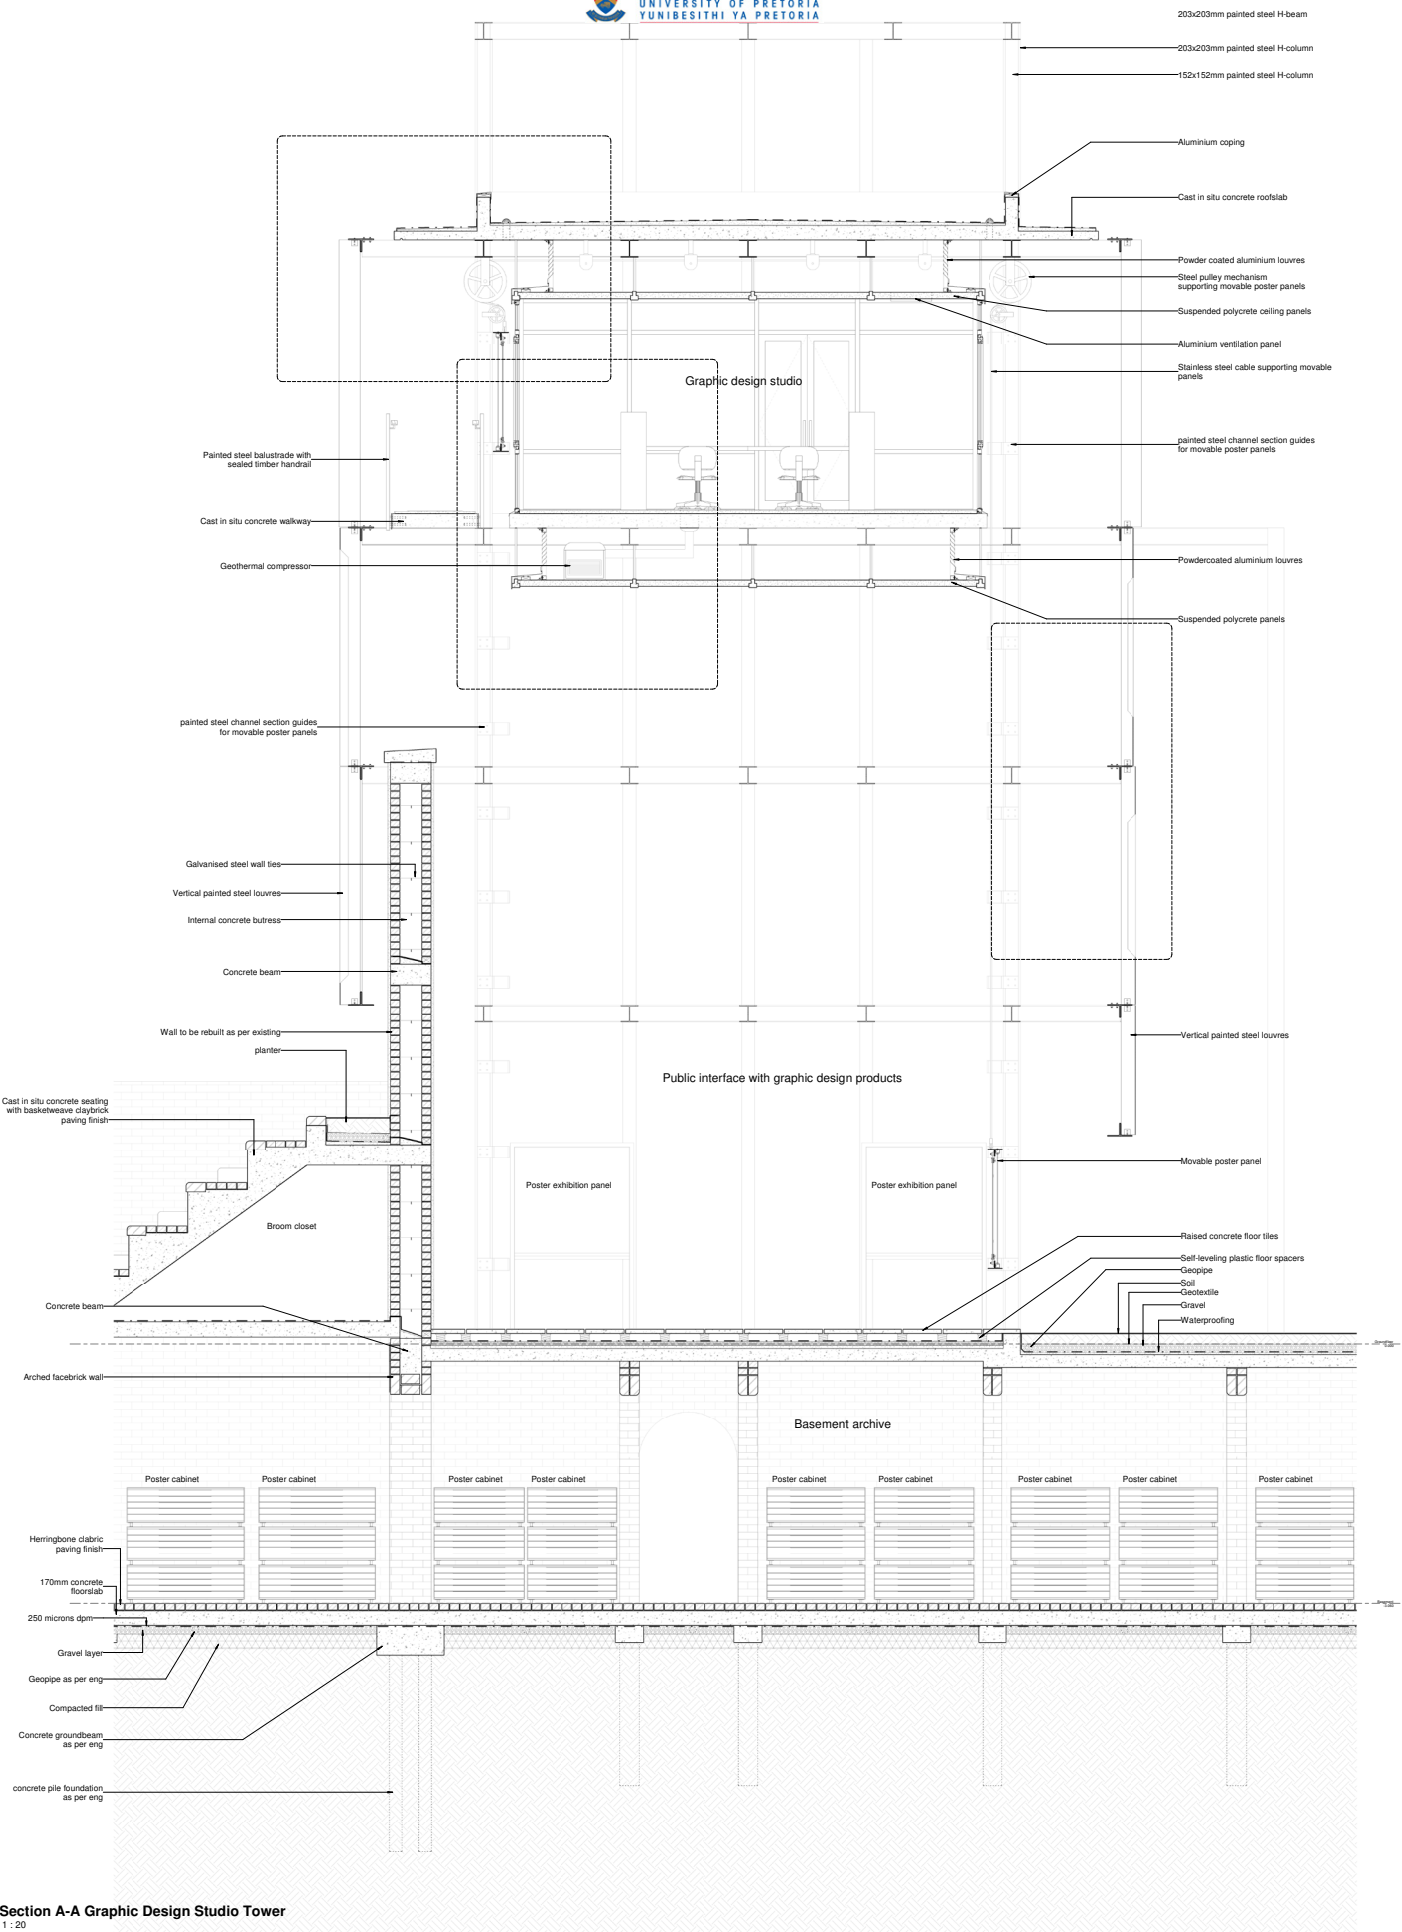 UNIVERSITY OF PRETORIA
YUNIBESITHI YA PRETORIA
203x203mm painted steel H-beam
203x203mm painted steel H-column
152x152mm painted steel H-column
Aluminium coping
Cast in situ concrete roofslab
Powder coated aluminium louvres
Steel pulley mechanism
supporting movable poster panels
Suspended polycrete ceiling panels
Aluminium ventilation panel
Stainless steel cable supporting movable
panels
Graphic design studio
painted steel channel section guides
for movable poster panels
Painted steel balustrade with
sealed timber handrail
Cast in situ concrete walkway
Geothermal compressor
Powdercoated aluminium louvres
Suspended polycrete panels
painted steel channel section guides
for movable poster panels
Galvanised steel wall ties
Vertical painted steel louvres
Internal concrete butress
Concrete beam
Wall to be rebuilt as per existing
planter
Vertical painted steel louvres
Public interface with graphic design products
Cast in situ concrete seating
with basketweave claybrick
paving finish
Movable poster panel
Poster exhibition panel
Poster exhibition panel
Broom closet
Raised concrete floor tiles
Self-leveling plastic floor spacers
Geopipe
Soil
Geotextile
Gravel
Waterproofing
Concrete beam
Arched facebrick wall
Basement archive
Poster cabinet
Poster cabinet
Poster cabinet
Poster cabinet
Poster cabinet
Poster cabinet
Poster cabinet
Poster cabinet
Poster cabinet
Herringbone clabric
paving finish
170mm concrete
floorslab
250 microns dpm
Gravel layer
Geopipe as per eng
Compacted fill
Concrete groundbeam
as per eng
concrete pile foundation
as per eng
Section A-A Graphic Design Studio Tower
1 : 20